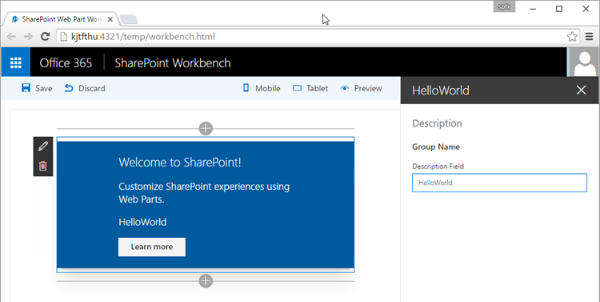 SharePoint Web Part Wor
kjtfthu:4321/temp/workbench.html
Office 365 SharePoint Workbench
Save Discard Mobile Tablet Preview
HelloWorld
Description
Group Name
Description Field
HelloWorld
Welcome to SharePoint!
Customize SharePoint experiences using
Web Parts.
HelloWorld
Learn more